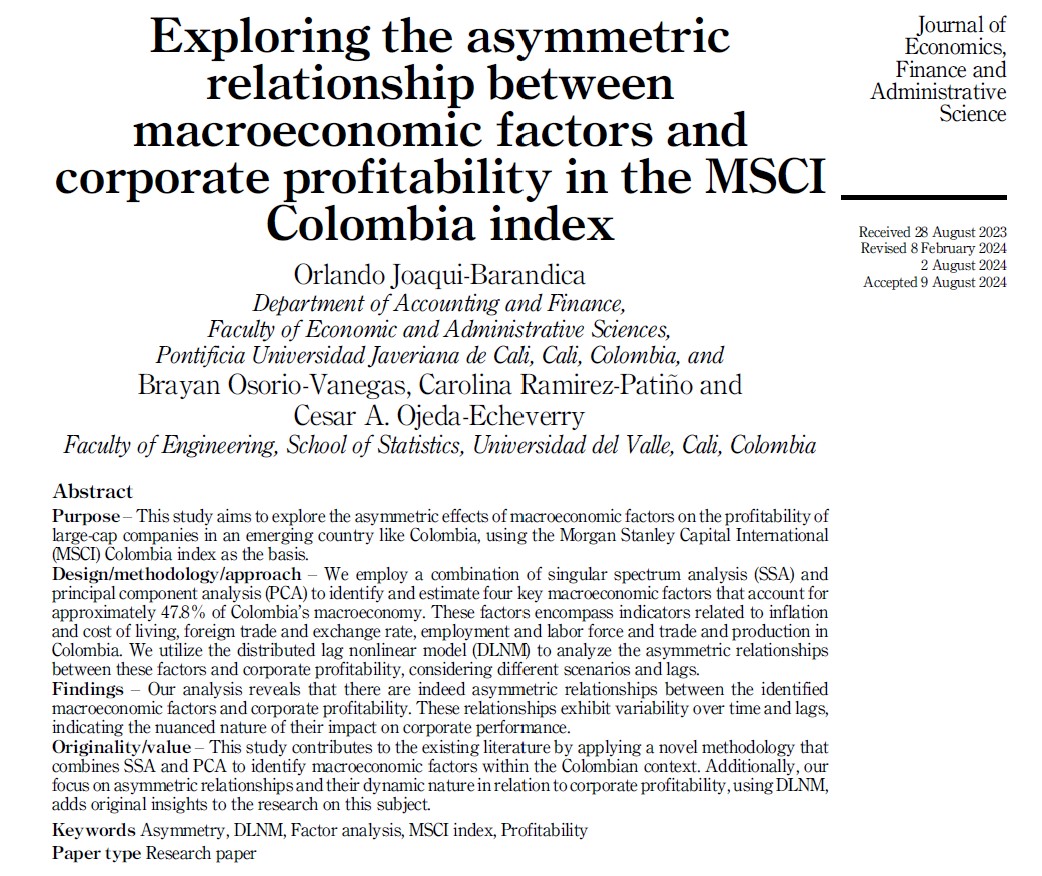 Exploring the asymmetric
relationship between
macroeconomic factors and
corporate profitability in the MSCI
Colombia index
Journal of
Economics,
Finance and
Administrative
Science
Received 28 August 2023
Revised 8 February 2024
2 August 2024
Accepted 9 August 2024
Orlando Joaqui-Barandica
Department of Accounting and Finance,
Faculty of Economic and Administrative Sciences,
Pontificia Universidad Javeriana de Cali, Cali, Colombia, and
Brayan Osorio-Vanegas, Carolina Ramirez-Patiño and
Cesar A. Ojeda-Echeverry
Faculty of Engineering, School of Statistics, Universidad del Valle, Cali, Colombia
Abstract
Purpose – This study aims to explore the asymmetric effects of macroeconomic factors on the profitability of
large-cap companies in an emerging country like Colombia, using the Morgan Stanley Capital International
(MSCI) Colombia index as the basis.
Design/methodology/approach – We employ a combination of singular spectrum analysis (SSA) and
principal component analysis (PCA) to identify and estimate four key macroeconomic factors that account for
approximately 47.8% of Colombia's macroeconomy. These factors encompass indicators related to inflation
and cost of living, foreign trade and exchange rate, employment and labor force and trade and production in
Colombia. We utilize the distributed lag nonlinear model (DLNM) to analyze the asymmetric relationships
between these factors and corporate profitability, considering different scenarios and lags.
Findings – Our analysis reveals that there are indeed asymmetric relationships between the identified
macroeconomic factors and corporate profitability. These relationships exhibit variability over time and lags,
indicating the nuanced nature of their impact on corporate performance.
Originality/value – This study contributes to the existing literature by applying a novel methodology that
combines SSA and PCA to identify macroeconomic factors within the Colombian context. Additionally, our
focus on asymmetric relationships and their dynamic nature in relation to corporate profitability, using DLNM,
adds original insights to the research on this subject.
Keywords Asymmetry, DLNM, Factor analysis, MSCI index, Profitability
Paper type Research paper